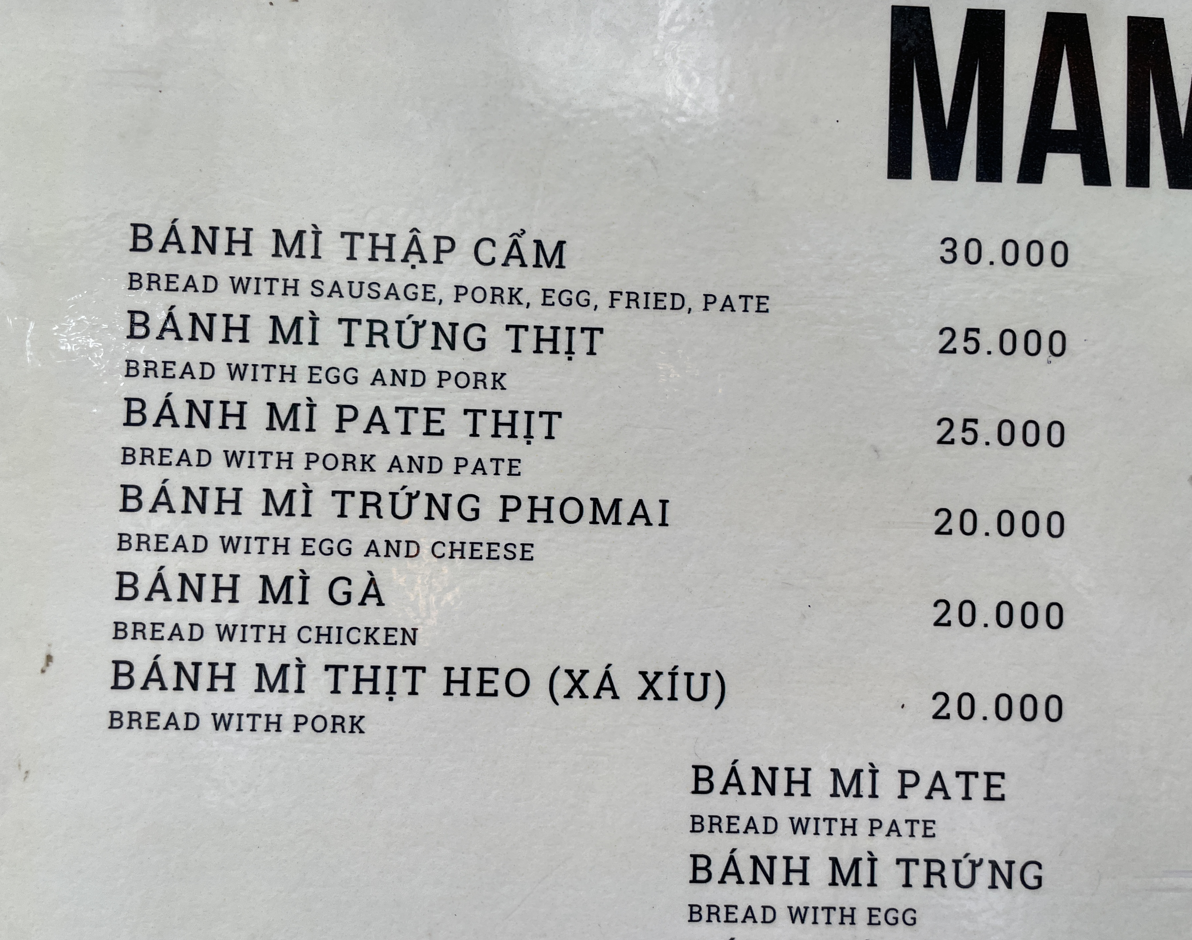 MAM
BÁNH MÌ THẬP CẨM 30.000
BREAD WITH SAUSAGE, PORK, EGG, FRIED, PATE
BÁNH MÌ TRỨNG THỊT 25.000
BREAD WITH EGG AND PORK
BÁNH MÌ PATE THỊT 25.000
BREAD WITH PORK AND PATE
BÁNH MÌ TRỨNG PHOMAI 20.000
BREAD WITH EGG AND CHEESE
BÁNH MÌ GÀ 20.000
BREAD WITH CHICKEN
BÁNH MÌ THỊT HEO (XÁ XÍU) 20.000
BREAD WITH PORK
BÁNH MÌ PATE
BREAD WITH PATE
BÁNH MÌ TRỨNG
BREAD WITH EGG